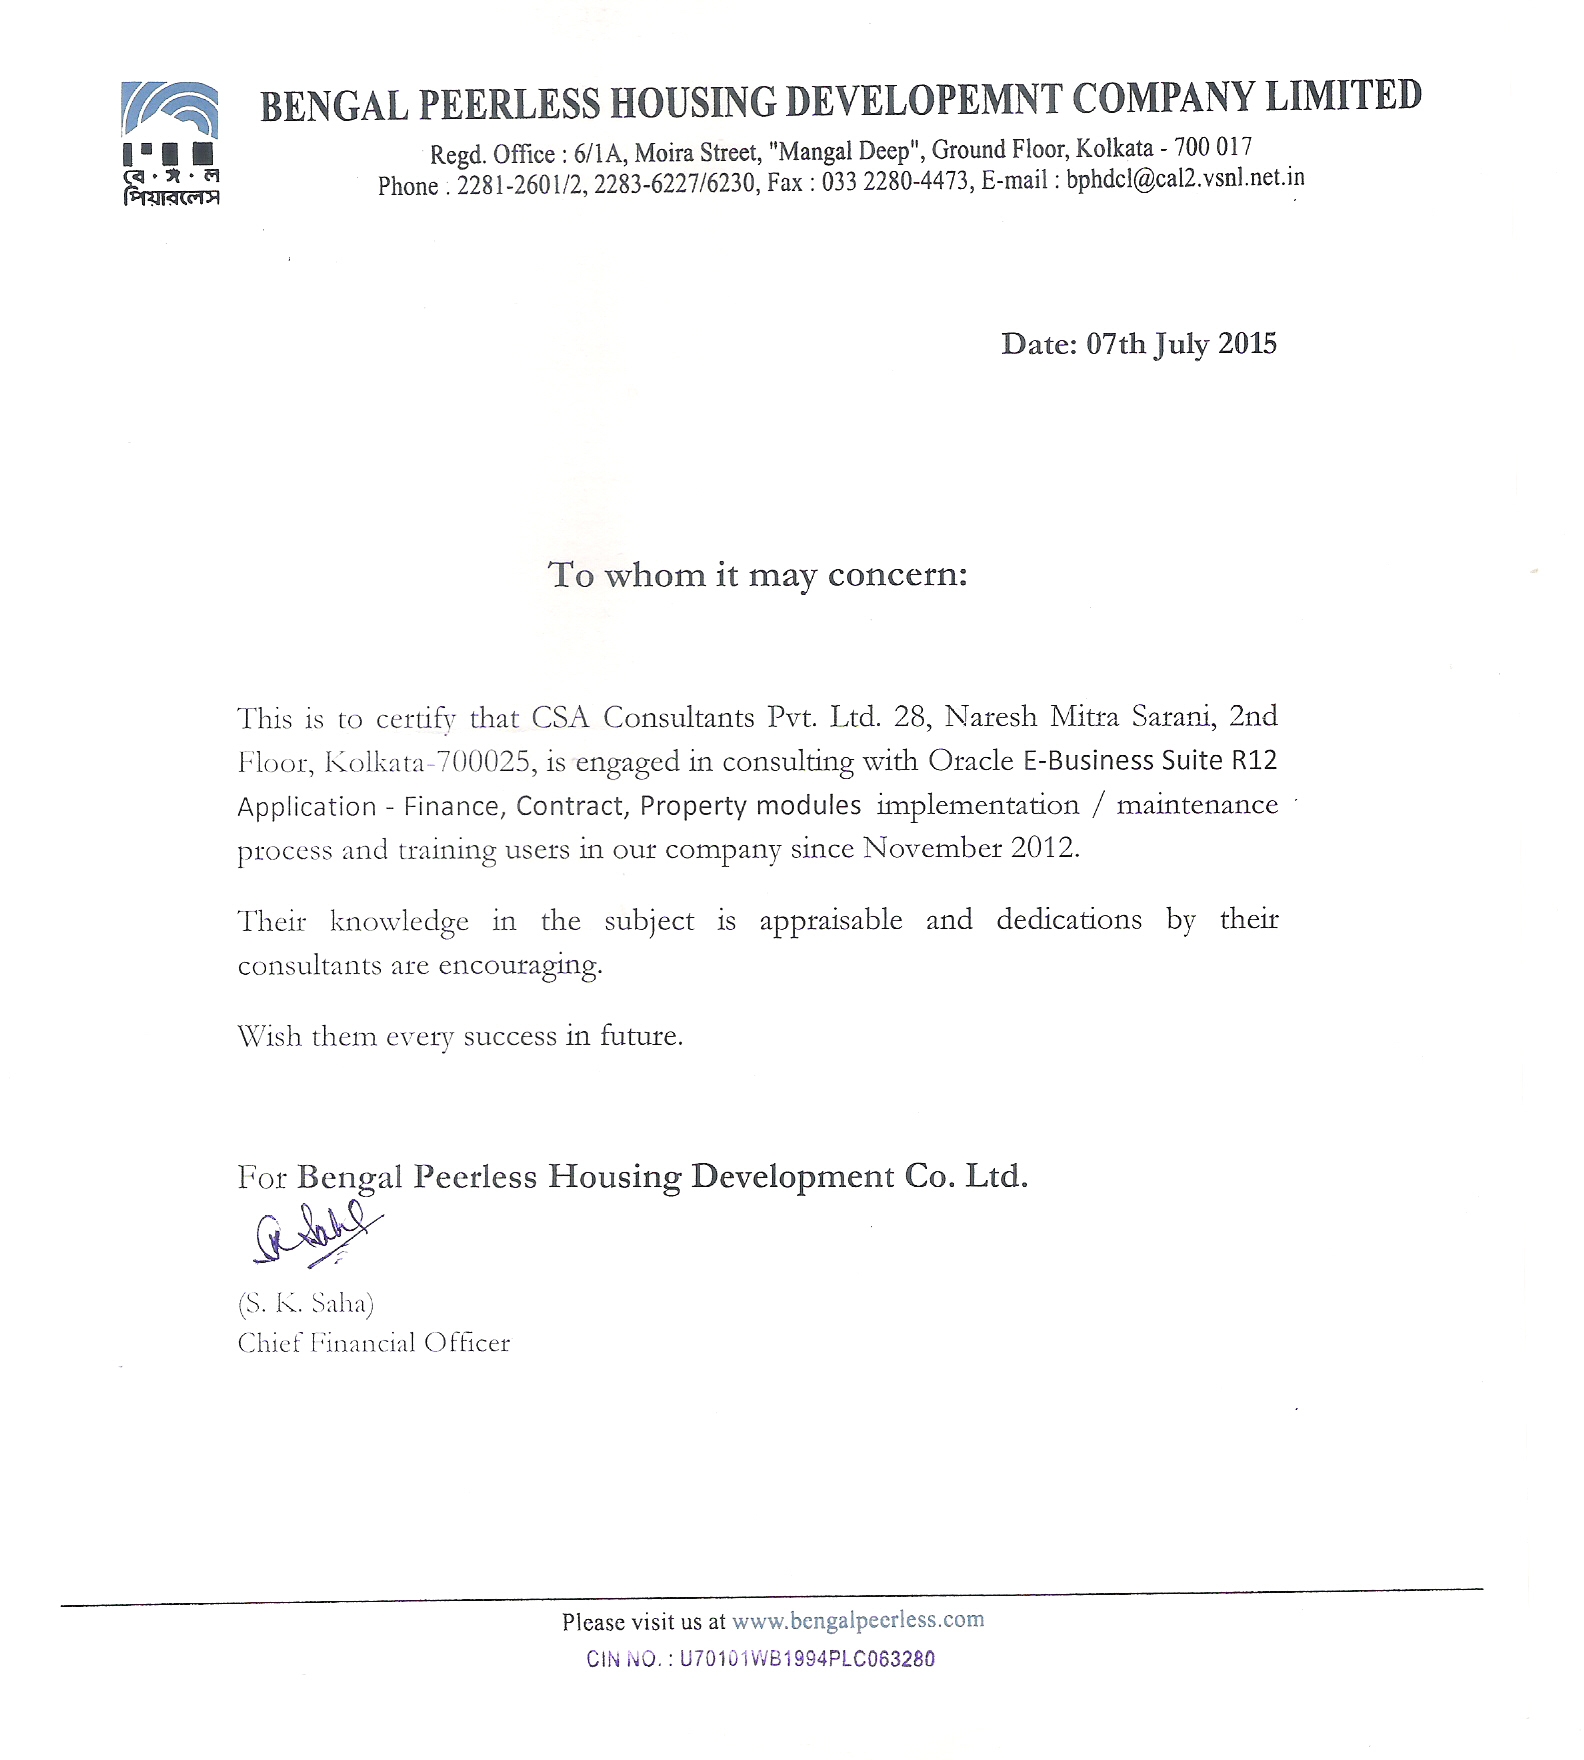 BENGAL PEERLESS HOUSING DEVELOPEMNT COMPANY LIMITED
Regd. Office : 6/1A, Moira Street, "Mangal Deep", Ground Floor, Kolkata - 700 017
Phone : 2281-2601/2, 2283-6227/6230, Fax : 033 2280-4473, E-mail : bphdcl@cal2.vsnl.net.in
বে · ঙ্গ · ল
পিয়ারলেস
Date: 07th July 2015
To whom it may concern:
This is to certify that CSA Consultants Pvt. Ltd. 28, Naresh Mitra Sarani, 2nd
Floor, Kolkata-700025, is engaged in consulting with Oracle E-Business Suite R12
Application - Finance, Contract, Property modules implementation / maintenance
process and training users in our company since November 2012.
Their knowledge in the subject is appraisable and dedications by their
consultants are encouraging.
Wish them every success in future.
For Bengal Peerless Housing Development Co. Ltd.
SK Saha
(S. K. Saha)
Chief Financial Officer
Please visit us at www.bengalpeerless.com
CIN NO. : U70101WB1994PLC063280